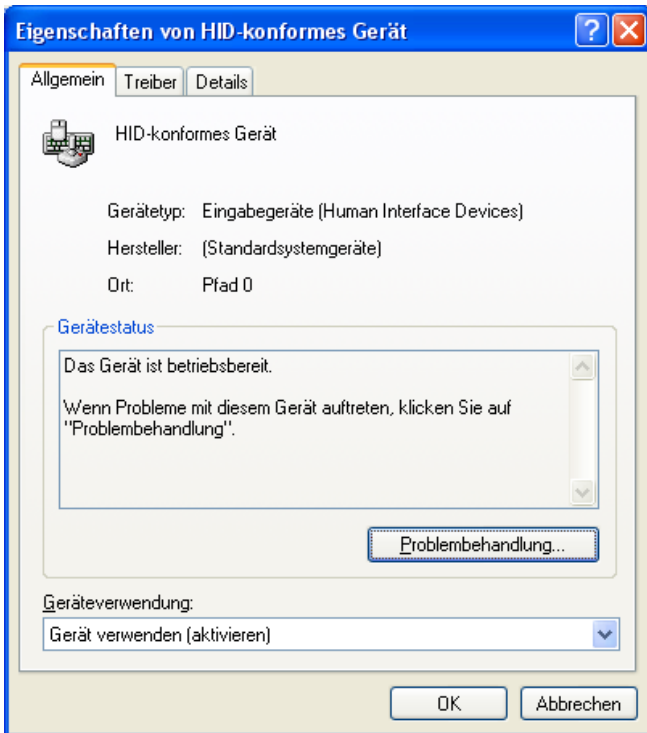 Eigenschaften von HID-konformes Gerät
Allgemein Treiber Details
HID-konformes Gerät
Gerätetyp: Eingabegeräte (Human Interface Devices)
Hersteller: (Standardsystemgeräte)
Ort: Pfad 0
Gerätestatus
Das Gerät ist betriebsbereit.
Wenn Probleme mit diesem Gerät auftreten, klicken Sie auf
"Problembehandlung".
Problembehandlung...
Geräteverwendung:
Gerät verwenden (aktivieren)
OK Abbrechen